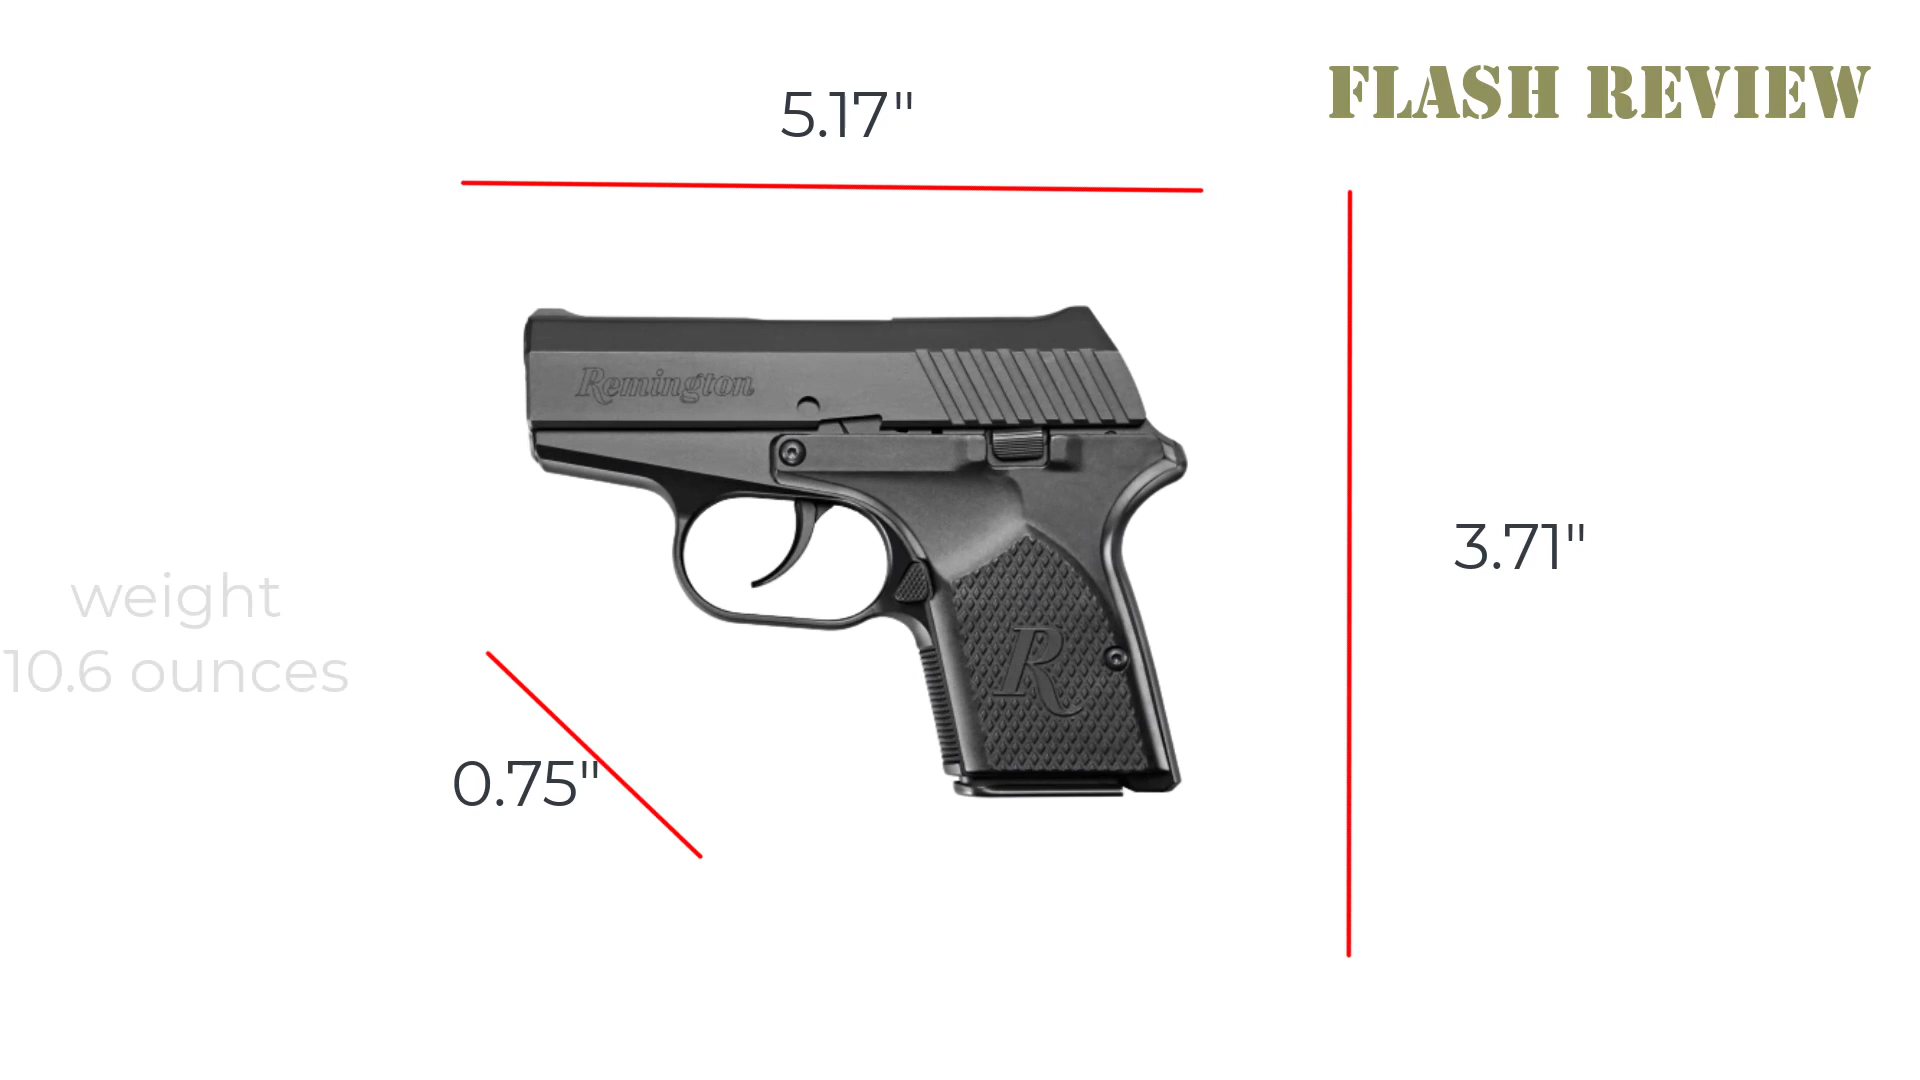 FLASH REVIEW
5.17"
Remington
3.71"
weight
10.6 ounces
R
0.75"